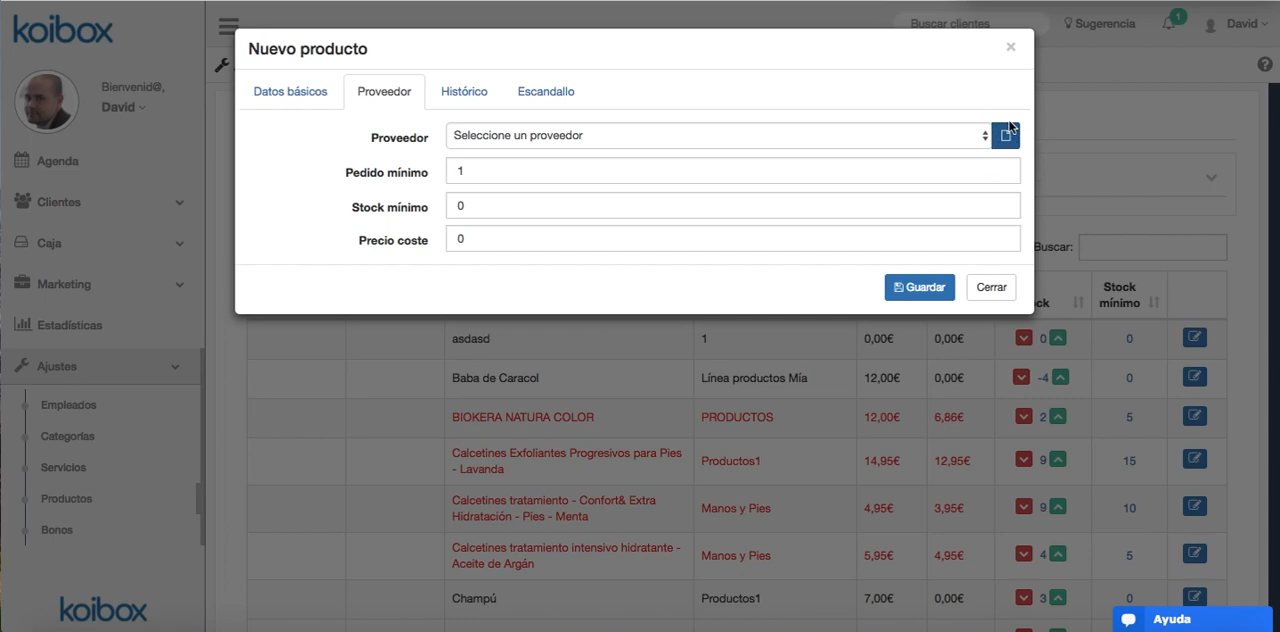 koibox
Buscar clientes
Sugerencia
1
David
Bienvenid@,
David
Agenda
Clientes
Caja
Marketing
Estadísticas
Ajustes
Empleados
Categorías
Servicios
Productos
Bonos
koibox
Nuevo producto
×
Datos básicos
Proveedor
Histórico
Escandallo
Proveedor
Seleccione un proveedor
Pedido mínimo
1
Stock mínimo
0
Precio coste
0
Guardar
Cerrar
Buscar:
ck
Stock
mínimo
asdasd 1 0,00€ 0,00€ 0 0
Baba de Caracol Línea productos Mía 12,00€ 0,00€ -4 0
BIOKERA NATURA COLOR PRODUCTOS 12,00€ 6,86€ 2 5
Calcetines Exfoliantes Progresivos para Pies
- Lavanda
Productos1 14,95€ 12,95€ 9 15
Calcetines tratamiento - Confort& Extra
Hidratación - Pies - Menta
Manos y Pies 4,95€ 3,95€ 9 10
Calcetines tratamiento intensivo hidratante -
Aceite de Argán
Manos y Pies 5,95€ 4,95€ 4 5
Champú Productos1 7,00€ 0,00€ 3 0
Ayuda